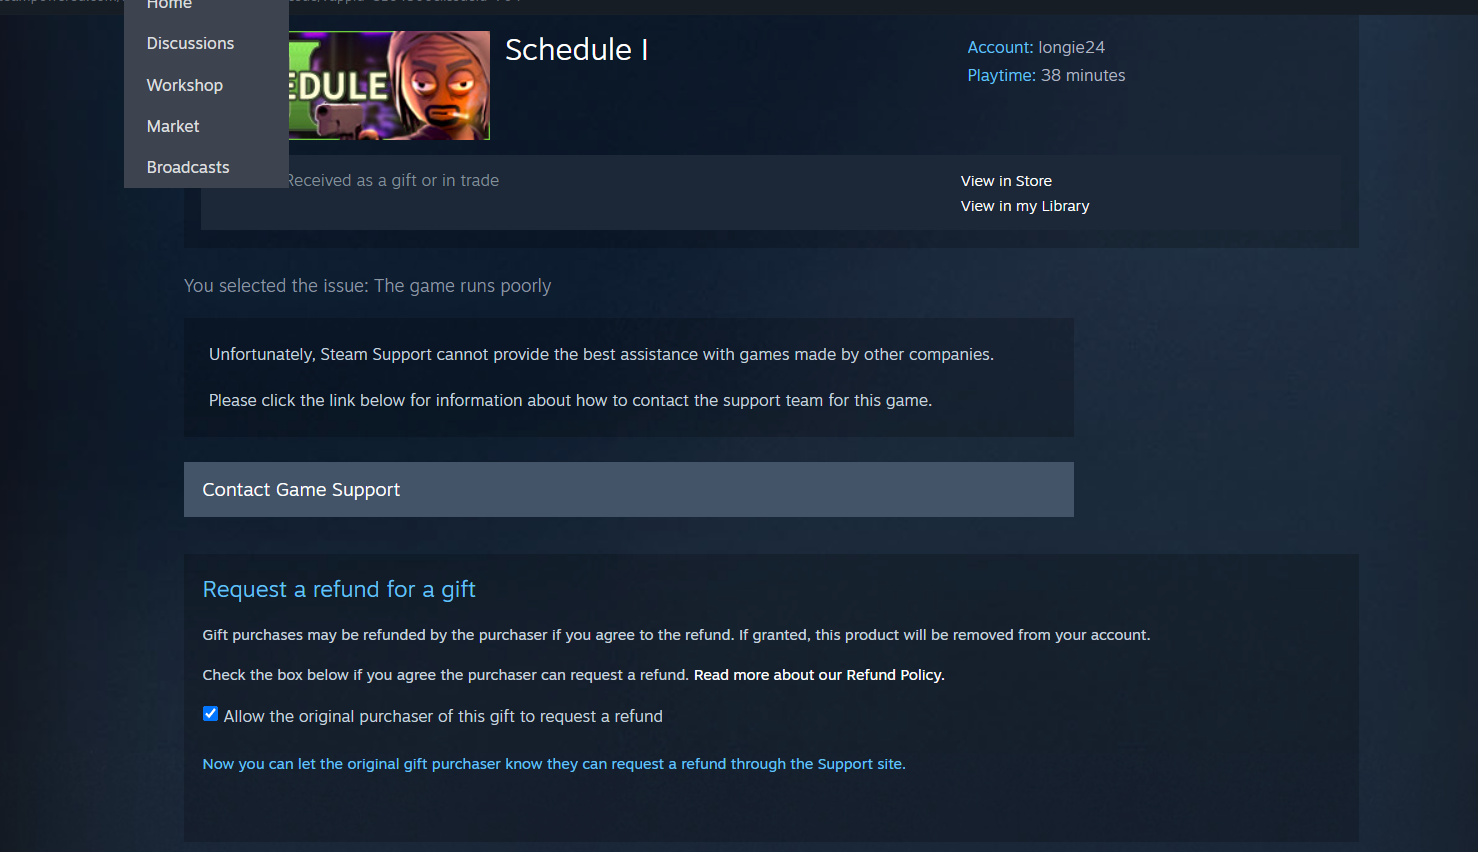 Home
Discussions
Workshop
Market
Broadcasts
EDULE
Schedule I
Account: longie24
Playtime: 38 minutes
Received as a gift or in trade
View in Store
View in my Library
You selected the issue: The game runs poorly
Unfortunately, Steam Support cannot provide the best assistance with games made by other companies.
Please click the link below for information about how to contact the support team for this game.
Contact Game Support
Request a refund for a gift
Gift purchases may be refunded by the purchaser if you agree to the refund. If granted, this product will be removed from your account.
Check the box below if you agree the purchaser can request a refund. Read more about our Refund Policy.
Allow the original purchaser of this gift to request a refund
Now you can let the original gift purchaser know they can request a refund through the Support site.